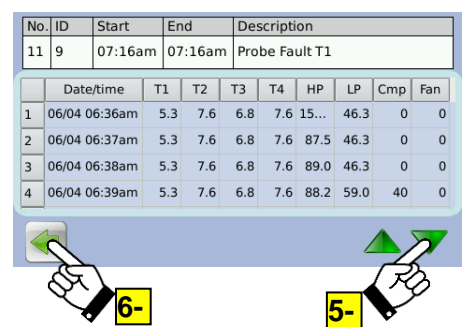 No. ID Start End Description
11 9 07:16am 07:16am Probe Fault T1
Date/time T1 T2 T3 T4 HP LP Cmp Fan
1 06/04 06:36am 5.3 7.6 6.8 7.6 15... 46.3 0 0
2 06/04 06:37am 5.3 7.6 6.8 7.6 87.5 46.3 0 0
3 06/04 06:38am 5.3 7.6 6.8 7.6 89.0 46.3 0 0
4 06/04 06:39am 5.3 7.6 6.8 7.6 88.2 59.0 40 0
6- 5-